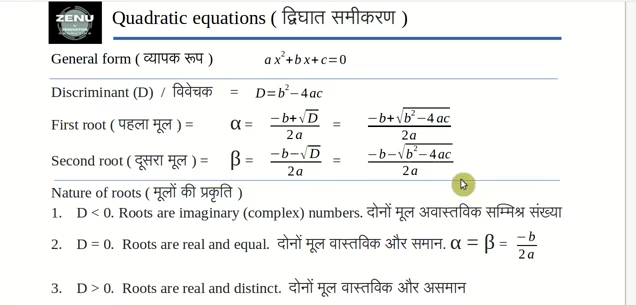 ZENU
Quadratic equations ( द्विघात समीकरण )
General form ( व्यापक रूप ) a x²+b x+c=0
Discriminant (D) / विवेचक = D=b²−4ac
First root ( पहला मूल ) = α = (−b+√D)/(2a) = (−b+√(b²−4ac))/(2a)
Second root ( दूसरा मूल ) = β = (−b−√D)/(2a) = (−b−√(b²−4ac))/(2a)
Nature of roots ( मूलों की प्रकृति )
1. D < 0. Roots are imaginary (complex) numbers. दोनों मूल अवास्तविक सम्मिश्र संख्या
2. D = 0. Roots are real and equal. दोनों मूल वास्तविक और समान. α = β = (−b)/(2a)
3. D > 0. Roots are real and distinct. दोनों मूल वास्तविक और असमान